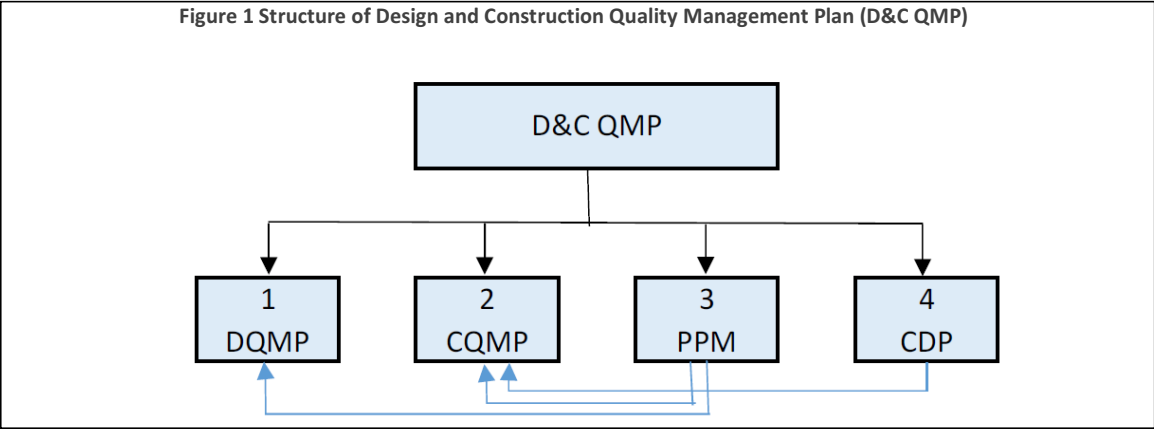 Figure 1 Structure of Design and Construction Quality Management Plan (D&C QMP)
D&C QMP
1
DQMP
2
CQMP
3
PPM
4
CDP